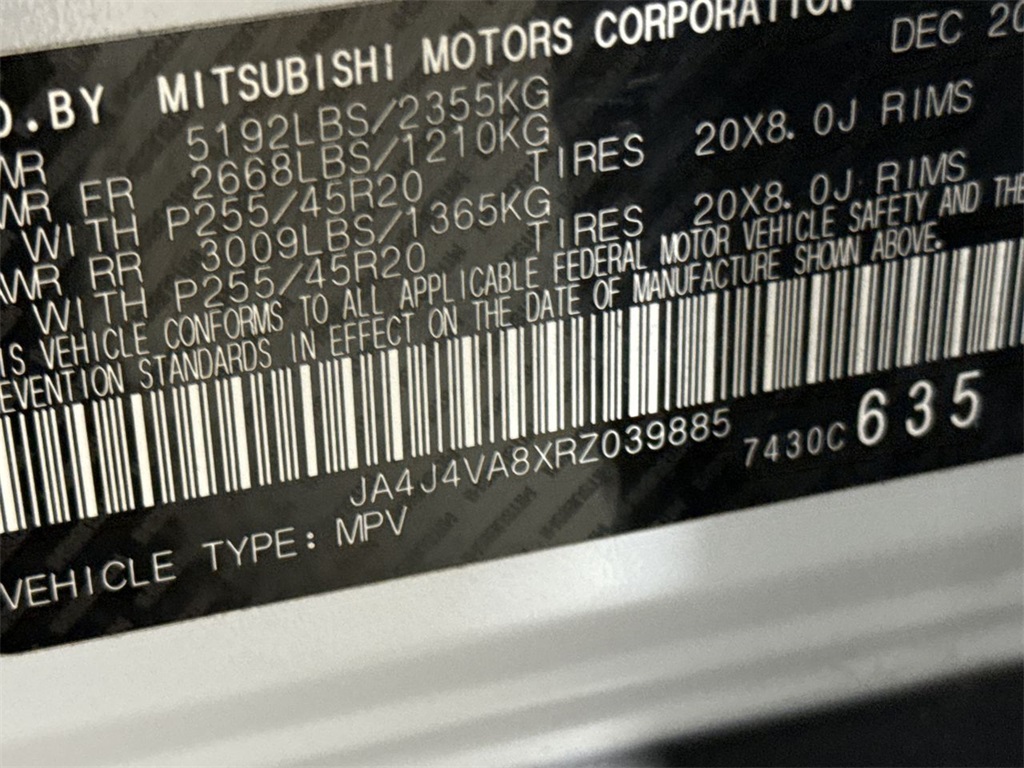 D.BY MITSUBISHI MOTORS CORPORATION DEC 20
WR 5192LBS/2355KG
WR FR 2668LBS/1210KG
WITH P255/45R20 TIRES 20X8.0J RIMS
WR RR 3009LBS/1365KG
WITH P255/45R20 TIRES 20X8.0J RIMS
IS VEHICLE CONFORMS TO ALL APPLICABLE FEDERAL MOTOR VEHICLE SAFETY AND THE
EVENTION STANDARDS IN EFFECT ON THE DATE OF MANUFACTURE SHOWN ABOVE.
JA4J4VA8XRZ039885 7430C 635
VEHICLE TYPE: MPV